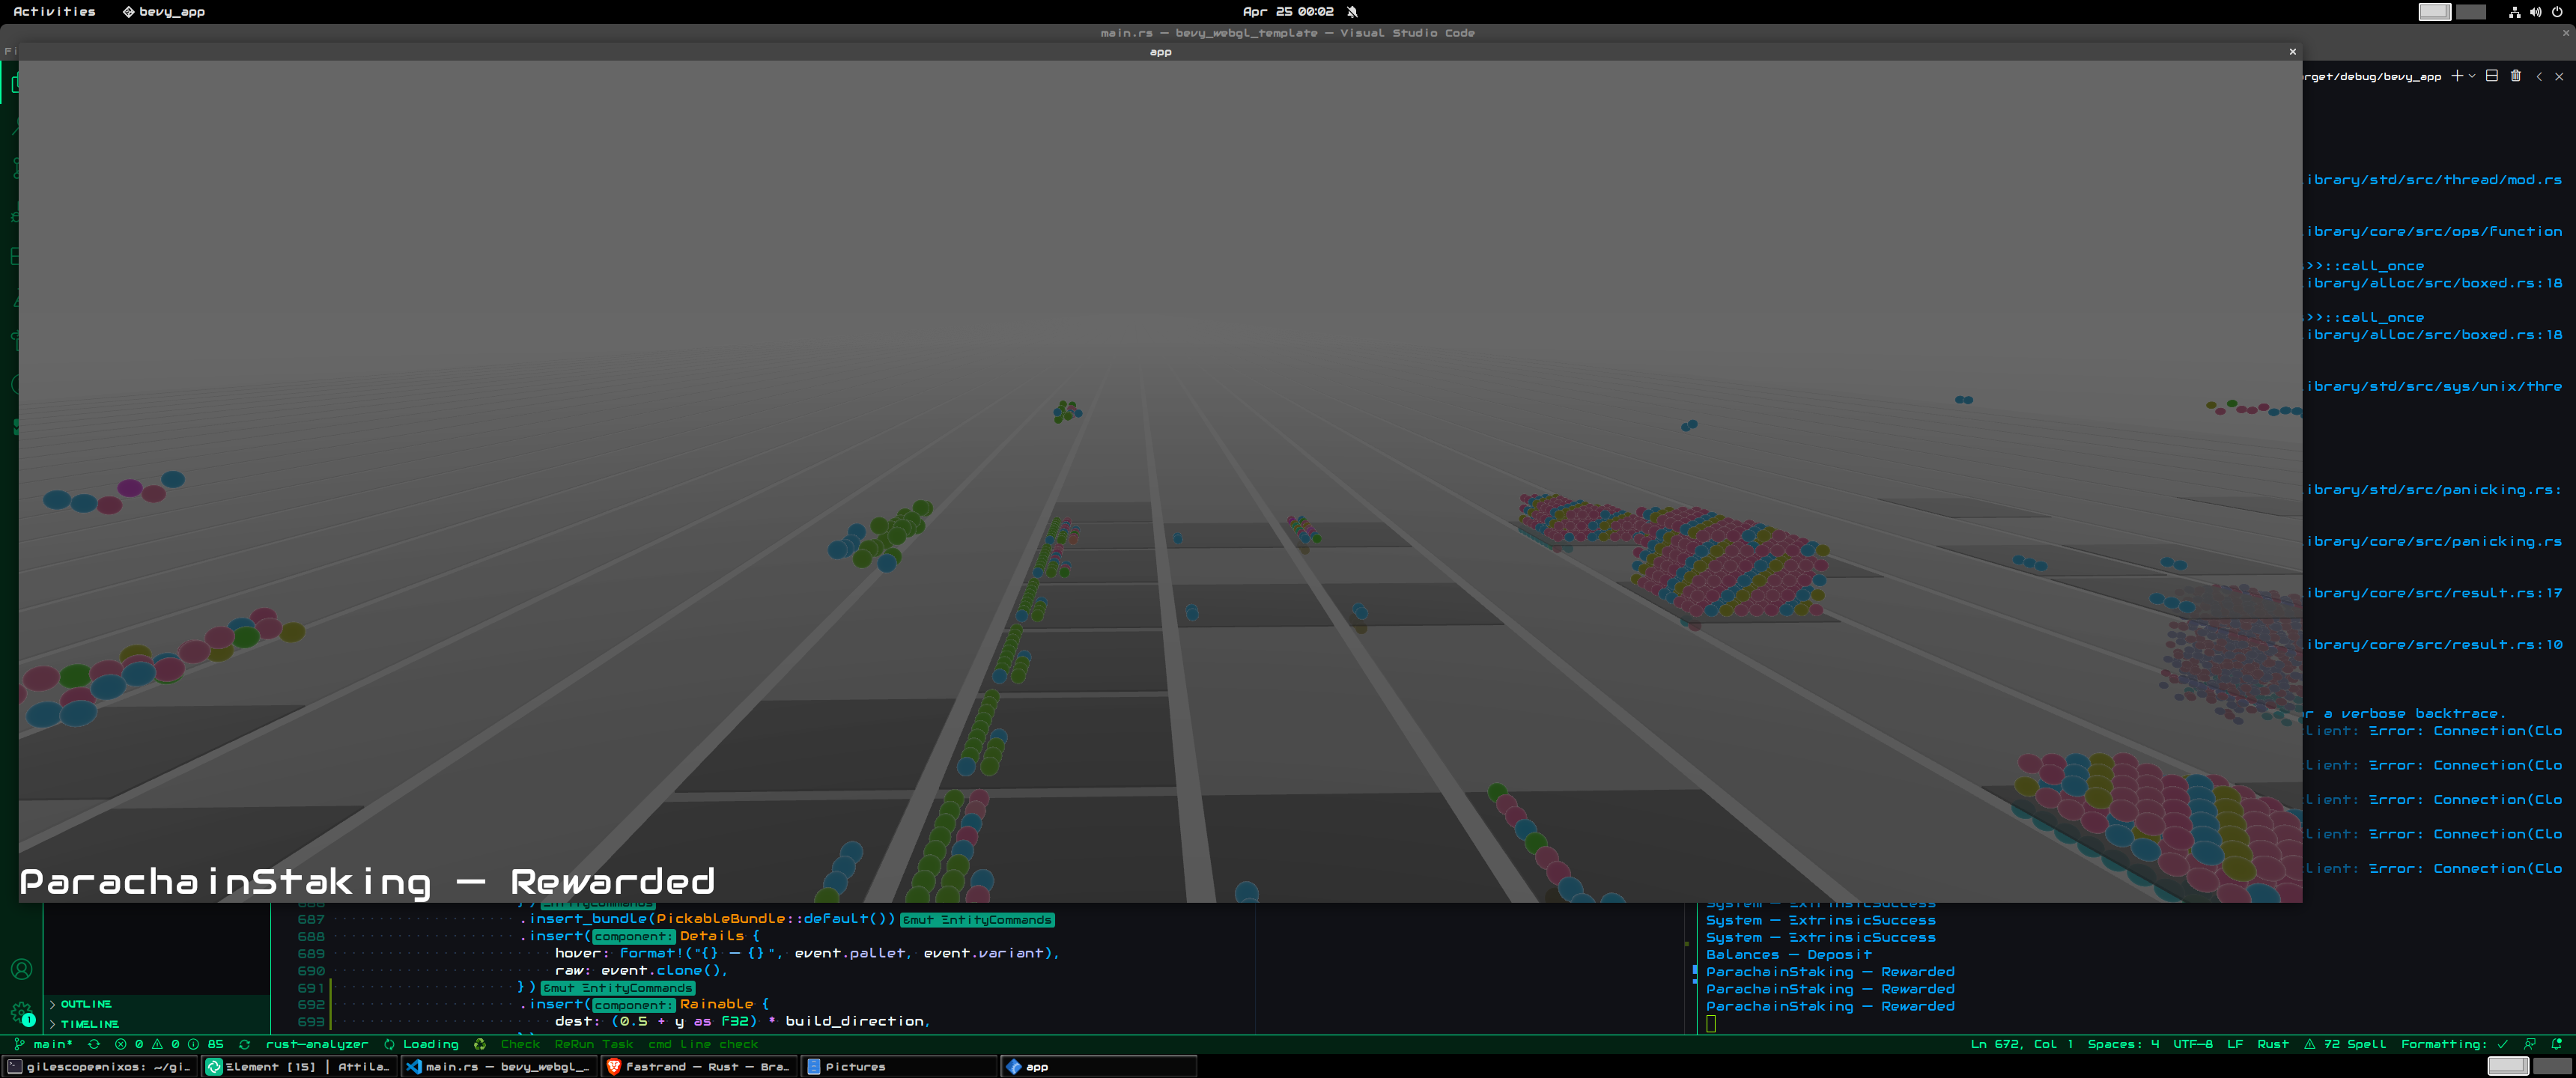 Activities
bevy_app
Apr 25 00:02
main.rs — bevy_webgl_template — Visual Studio Code
Fi
app
rget/debug/bevy_app
ibrary/std/src/thread/mod.rs
ibrary/core/src/ops/function
>>::call_once
ibrary/alloc/src/boxed.rs:18
>>::call_once
ibrary/alloc/src/boxed.rs:18
ibrary/std/src/sys/unix/thre
ibrary/std/src/panicking.rs:
ibrary/core/src/panicking.rs
ibrary/core/src/result.rs:17
ibrary/core/src/result.rs:10
r a verbose backtrace.
lient: Error: Connection(Clo
lient: Error: Connection(Clo
lient: Error: Connection(Clo
lient: Error: Connection(Clo
lient: Error: Connection(Clo
ParachainStaking — Rewarded
687 .insert_bundle(PickableBundle::default()) &mut EntityCommands
688 .insert(component: Details {
689 hover: format!("{} — {}", event.pallet, event.variant),
690 raw: event.clone(),
691 }) &mut EntityCommands
692 .insert(component: Rainable {
693 dest: (0.5 + y as f32) * build_direction,
System — ExtrinsicSuccess
System — ExtrinsicSuccess
System — ExtrinsicSuccess
Balances — Deposit
ParachainStaking — Rewarded
ParachainStaking — Rewarded
ParachainStaking — Rewarded
OUTLINE
TIMELINE
1
main* 0 0 85 rust-analyzer Loading Check ReRun Task cmd line check
Ln 672, Col 1 Spaces: 4 UTF-8 LF Rust 72 Spell Formatting: ✓
gilescope@nixos: ~/gi…
Element [15] | Attila…
main.rs — bevy_webgl_…
Fastrand — Rust — Bra…
Pictures
app